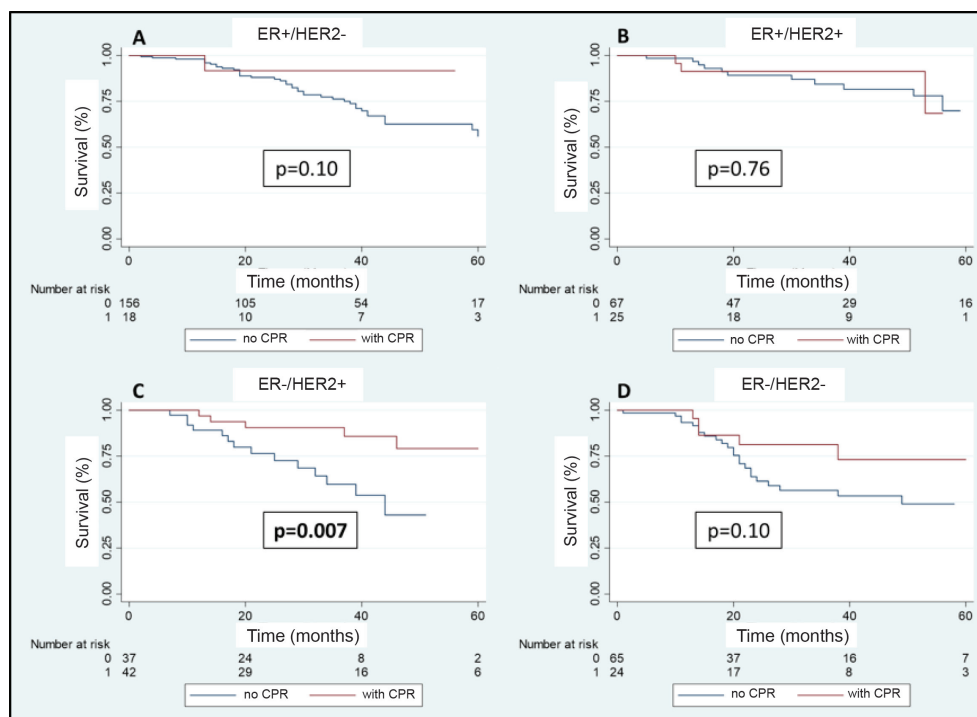 A ER+/HER2-
Survival (%)
1.00
0.75
0.50
0.25
0.00
p=0.10
0 20 40 60
Time (months)
Number at risk
0 156 105 54 17
1 18 10 7 3
no CPR with CPR
B ER+/HER2+
Survival (%)
1.00
0.75
0.50
0.25
0.00
p=0.76
0 20 40 60
Time (months)
Number at risk
0 67 47 29 16
1 25 18 9 1
no CPR with CPR
C ER-/HER2+
Survival (%)
1.00
0.75
0.50
0.25
0.00
p=0.007
0 20 40 60
Time (months)
Number at risk
0 37 24 8 2
1 42 29 16 6
no CPR with CPR
D ER-/HER2-
Survival (%)
1.00
0.75
0.50
0.25
0.00
p=0.10
0 20 40 60
Time (months)
Number at risk
0 65 37 16 7
1 24 17 8 3
no CPR with CPR